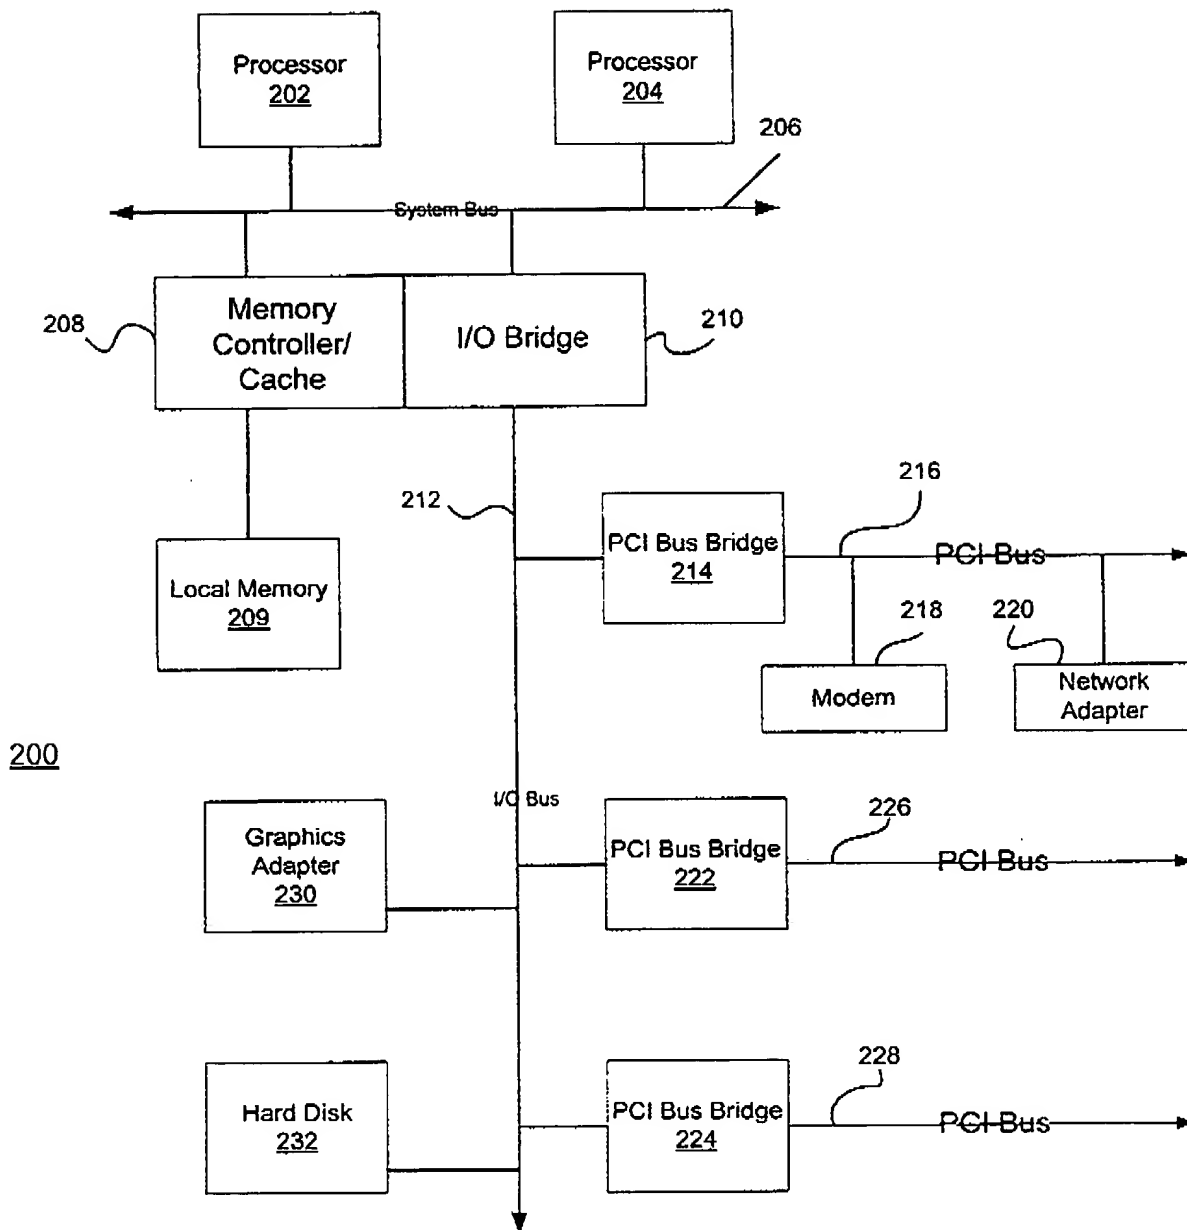 Processor
202
Processor
204
206
System Bus
208
Memory
Controller/
Cache
I/O Bridge
210
212
216
PCI Bus Bridge
214
PCI Bus
Local Memory
209
218
220
Modem
Network
Adapter
200
I/O Bus
Graphics
Adapter
230
PCI Bus Bridge
222
226
PCI Bus
Hard Disk
232
PCI Bus Bridge
224
228
PCI Bus